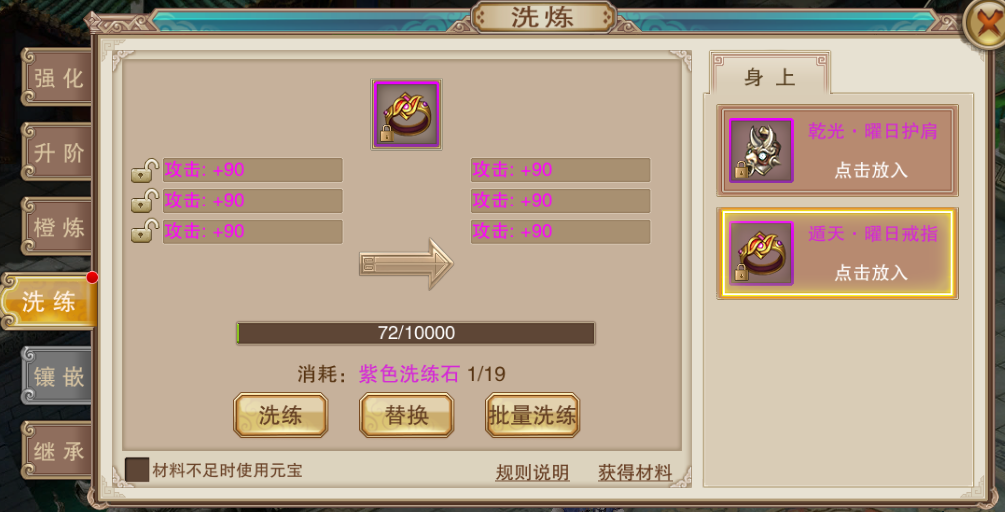 洗炼
强化
升阶
橙炼
洗练
镶嵌
继承
攻击: +90
攻击: +90
攻击: +90
攻击: +90
攻击: +90
攻击: +90
72/10000
消耗: 紫色洗练石 1/19
洗练
替换
批量洗练
材料不足时使用元宝
规则说明
获得材料
身上
乾光·曜日护肩
点击放入
遁天·曜日戒指
点击放入